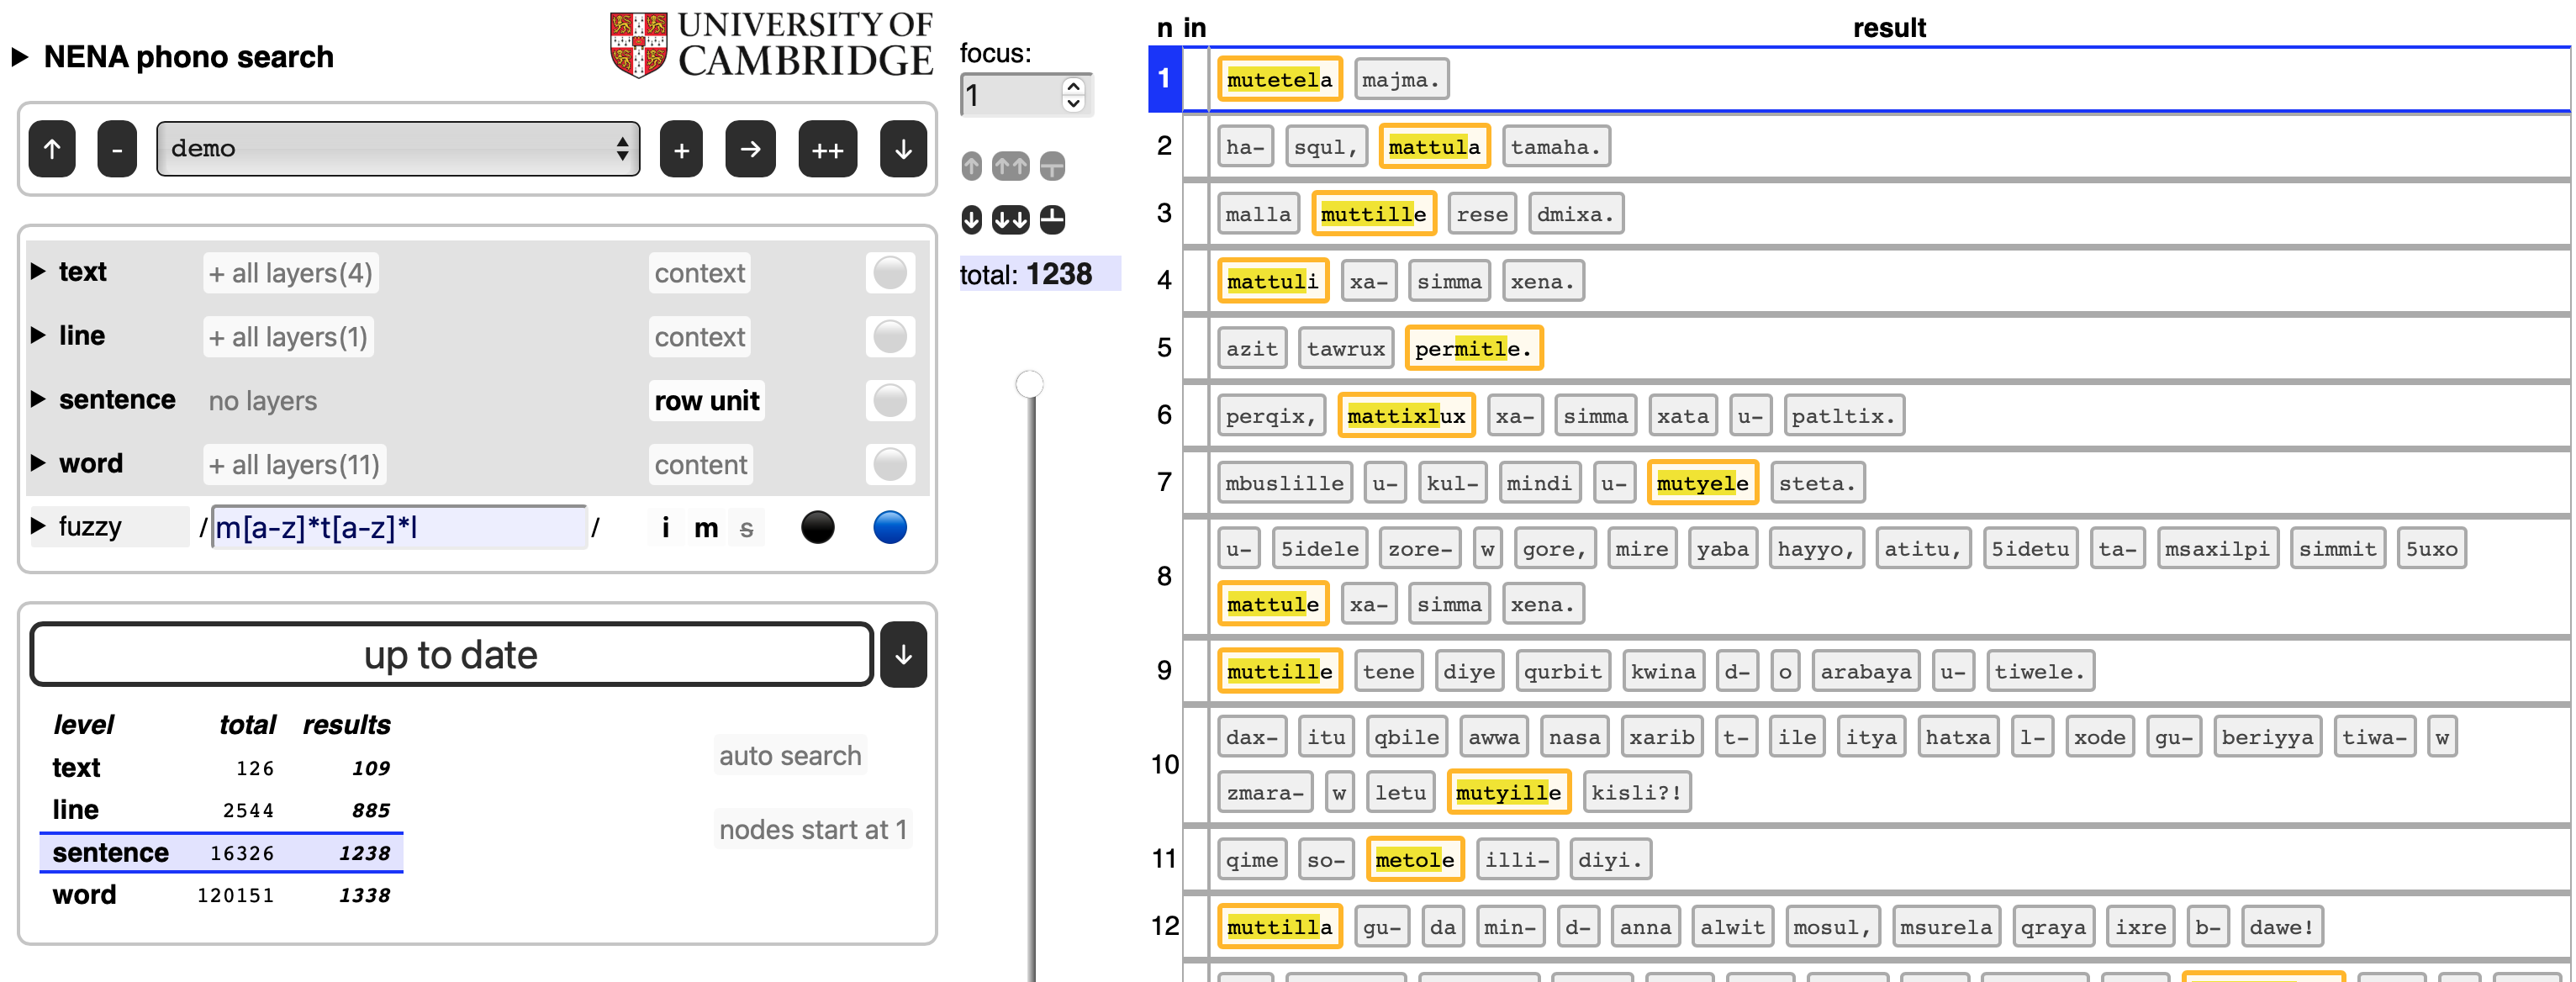 ▶ NENA phono search
UNIVERSITY OF
CAMBRIDGE
↑ - demo + → ++ ↓
▶ text + all layers(4) context
▶ line + all layers(1) context
▶ sentence no layers row unit
▶ word + all layers(11) content
▶ fuzzy / m[a-z]*t[a-z]*l / i m s
up to date ↓
level total results
text 126 109
line 2544 885
sentence 16326 1238
word 120151 1338
auto search
nodes start at 1
focus:
1
total: 1238
n in result
1 mutetela majma.
2 ha- squl, mattula tamaha.
3 malla muttille rese dmixa.
4 mattuli xa- simma xena.
5 azit tawrux permitle.
6 perqix, mattixlux xa- simma xata u- patltix.
7 mbuslille u- kul- mindi u- mutyele steta.
8 u- 5idele zore- w gore, mire yaba hayyo, atitu, 5idetu ta- msaxilpi simmit 5uxo
mattule xa- simma xena.
9 muttille tene diye qurbit kwina d- o arabaya u- tiwele.
10 dax- itu qbile awwa nasa xarib t- ile itya hatxa l- xode gu- beriyya tiwa- w
zmara- w letu mutyille kisli?!
11 qime so- metole illi- diyi.
12 muttilla gu- da min- d- anna alwit mosul, msurela qraya ixre b- dawe!